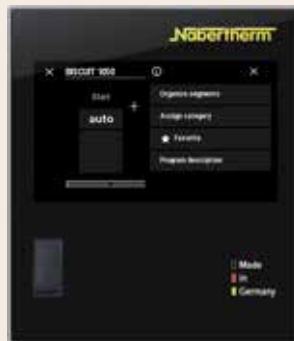 Nabertherm
BISCUIT 1050
Start
auto
Organize segments
Assign category
Favorite
Program description
Made
in
Germany